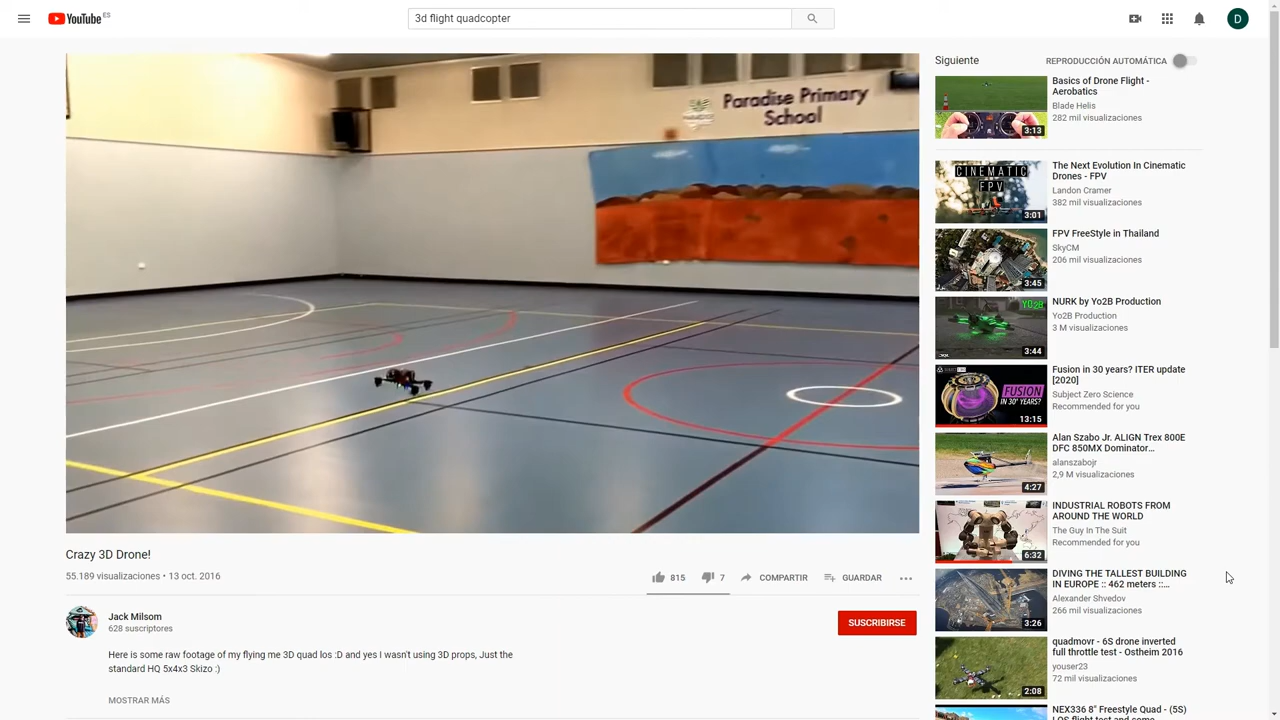 YouTube ES
3d flight quadcopter
D
Paradise Primary
School
Siguiente
REPRODUCCIÓN AUTOMÁTICA
Basics of Drone Flight -
Aerobatics
Blade Helis
282 mil visualizaciones
3:13
CINEMATIC
FPV
The Next Evolution In Cinematic
Drones - FPV
Landon Cramer
382 mil visualizaciones
3:01
FPV FreeStyle in Thailand
SkyCM
206 mil visualizaciones
3:45
YO2B
NURK by Yo2B Production
Yo2B Production
3 M visualizaciones
3:44
FUSION
IN 30 YEARS?
Fusion in 30 years? ITER update
[2020]
Subject Zero Science
Recommended for you
13:15
Alan Szabo Jr. ALIGN Trex 800E
DFC 850MX Dominator...
alanszabojr
2,9 M visualizaciones
4:27
INDUSTRIAL ROBOTS FROM
AROUND THE WORLD
The Guy In The Suit
Recommended for you
6:32
DIVING THE TALLEST BUILDING
IN EUROPE :: 462 meters ::...
Alexander Shvedov
266 mil visualizaciones
3:26
quadmovr - 6S drone inverted
full throttle test - Ostheim 2016
youser23
72 mil visualizaciones
2:08
NEX336 8" Freestyle Quad - (5S)
LOS flight test and some
Crazy 3D Drone!
55.189 visualizaciones • 13 oct. 2016
815
7
COMPARTIR
GUARDAR
Jack Milsom
628 suscriptores
SUSCRIBIRSE
Here is some raw footage of my flying me 3D quad los :D and yes I wasn't using 3D props, Just the
standard HQ 5x4x3 Skizo :)
MOSTRAR MÁS